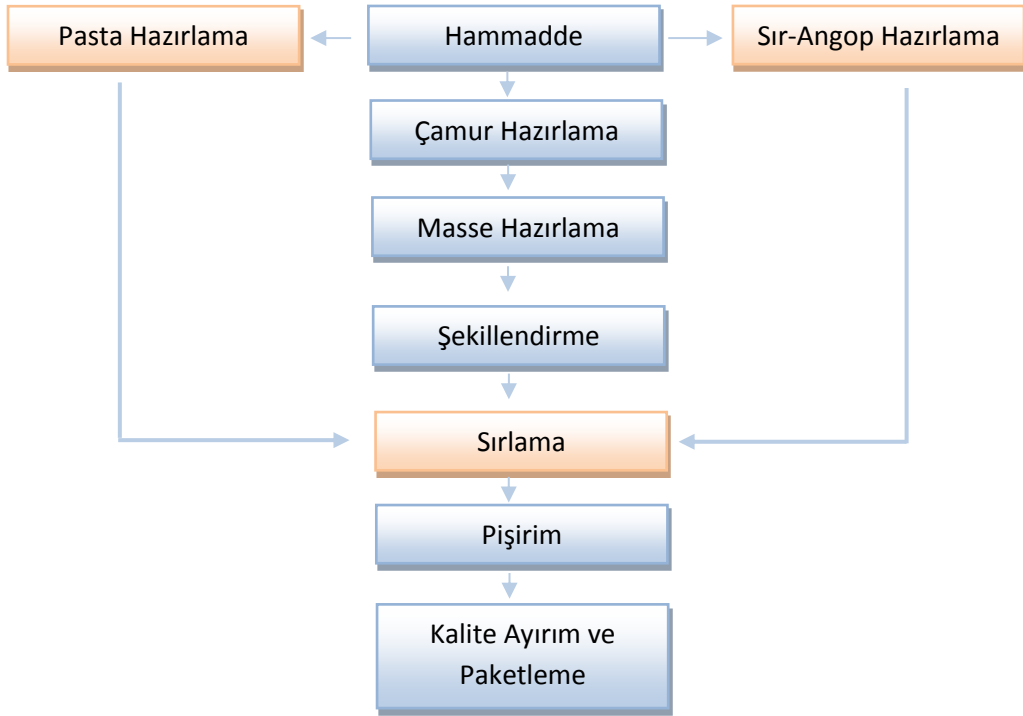 Pasta Hazırlama
Hammadde
Sır-Angop Hazırlama
Çamur Hazırlama
Masse Hazırlama
Şekillendirme
Sırlama
Pişirim
Kalite Ayırım ve
Paketleme